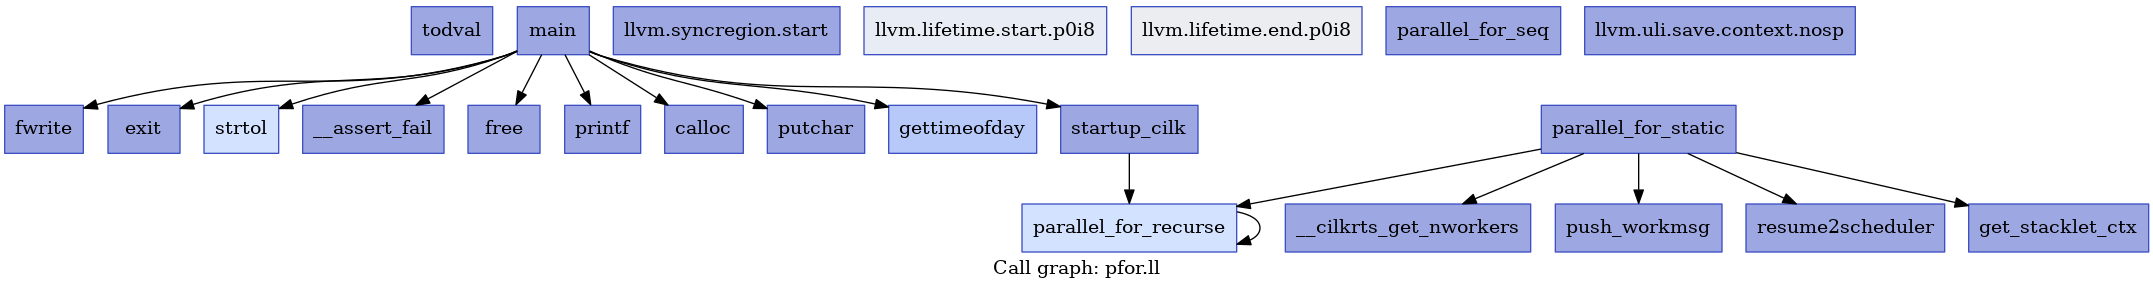 todval
main
llvm.syncregion.start
llvm.lifetime.start.p0i8
llvm.lifetime.end.p0i8
parallel_for_seq
llvm.uli.save.context.nosp
fwrite
exit
strtol
__assert_fail
free
printf
calloc
putchar
gettimeofday
startup_cilk
parallel_for_static
parallel_for_recurse
__cilkrts_get_nworkers
push_workmsg
resume2scheduler
get_stacklet_ctx
Call graph: pfor.ll